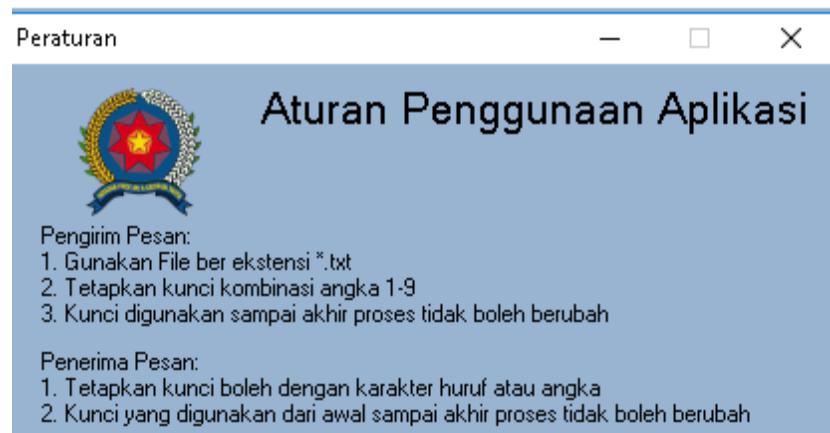 Peraturan
Aturan Penggunaan Aplikasi
Pengirim Pesan:
1. Gunakan File ber ekstensi *.txt
2. Tetapkan kunci kombinasi angka 1-9
3. Kunci digunakan sampai akhir proses tidak boleh berubah
Penerima Pesan:
1. Tetapkan kunci boleh dengan karakter huruf atau angka
2. Kunci yang digunakan dari awal sampai akhir proses tidak boleh berubah